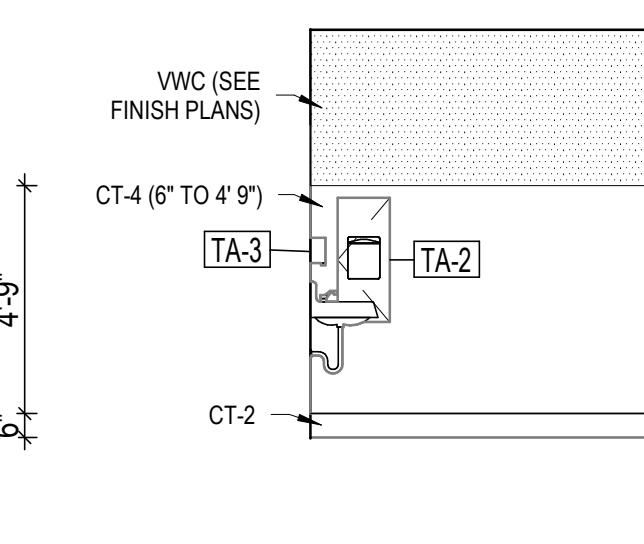 VWC (SEE
FINISH PLANS)
CT-4 (6" TO 4' 9")
TA-3
TA-2
4'-9"
CT-2
6"